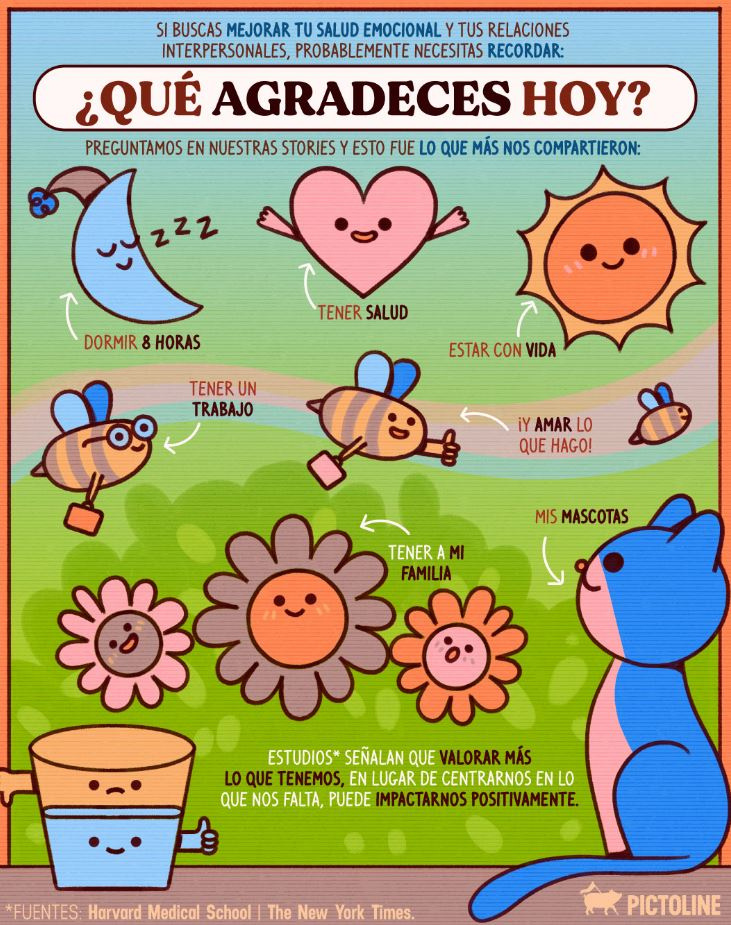 SI BUSCAS MEJORAR TU SALUD EMOCIONAL Y TUS RELACIONES
INTERPERSONALES, PROBABLEMENTE NECESITAS RECORDAR:
¿QUÉ AGRADECES HOY?
PREGUNTAMOS EN NUESTRAS STORIES Y ESTO FUE LO QUE MÁS NOS COMPARTIERON:
Z Z Z
DORMIR 8 HORAS
TENER SALUD
ESTAR CON VIDA
TENER UN
TRABAJO
¡Y AMAR LO
QUE HAGO!
MIS MASCOTAS
TENER A MI
FAMILIA
ESTUDIOS* SEÑALAN QUE VALORAR MÁS
LO QUE TENEMOS, EN LUGAR DE CENTRARNOS EN LO
QUE NOS FALTA, PUEDE IMPACTARNOS POSITIVAMENTE.
*FUENTES: Harvard Medical School | The New York Times.
PICTOLINE